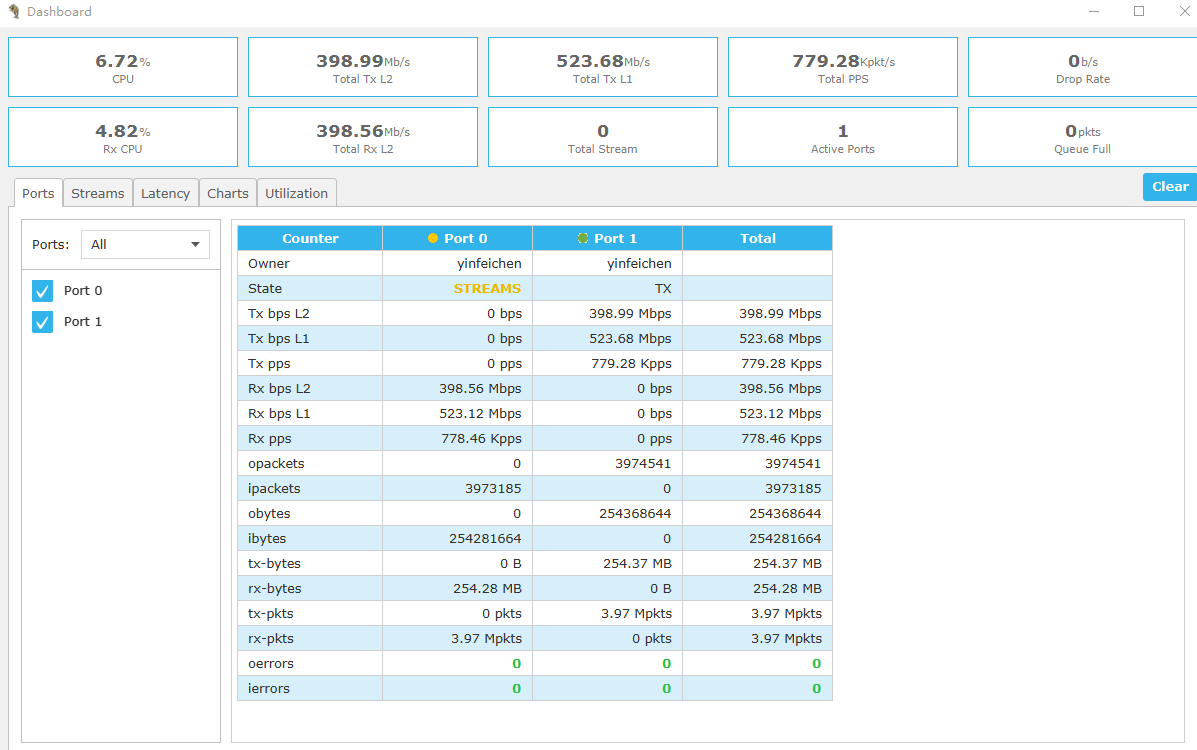 Dashboard
6.72% 398.99Mb/s 523.68Mb/s 779.28Kpkt/s 0b/s
CPU Total Tx L2 Total Tx L1 Total PPS Drop Rate
4.82% 398.56Mb/s 0 1 0pkts
Rx CPU Total Rx L2 Total Stream Active Ports Queue Full
Clear
Ports Streams Latency Charts Utilization
Ports: All
Port 0
Port 1
Counter Port 0 Port 1 Total
Owner yinfeichen yinfeichen
State STREAMS TX
Tx bps L2 0 bps 398.99 Mbps 398.99 Mbps
Tx bps L1 0 bps 523.68 Mbps 523.68 Mbps
Tx pps 0 pps 779.28 Kpps 779.28 Kpps
Rx bps L2 398.56 Mbps 0 bps 398.56 Mbps
Rx bps L1 523.12 Mbps 0 bps 523.12 Mbps
Rx pps 778.46 Kpps 0 pps 778.46 Kpps
opackets 0 3974541 3974541
ipackets 3973185 0 3973185
obytes 0 254368644 254368644
ibytes 254281664 0 254281664
tx-bytes 0 B 254.37 MB 254.37 MB
rx-bytes 254.28 MB 0 B 254.28 MB
tx-pkts 0 pkts 3.97 Mpkts 3.97 Mpkts
rx-pkts 3.97 Mpkts 0 pkts 3.97 Mpkts
oerrors 0 0 0
ierrors 0 0 0